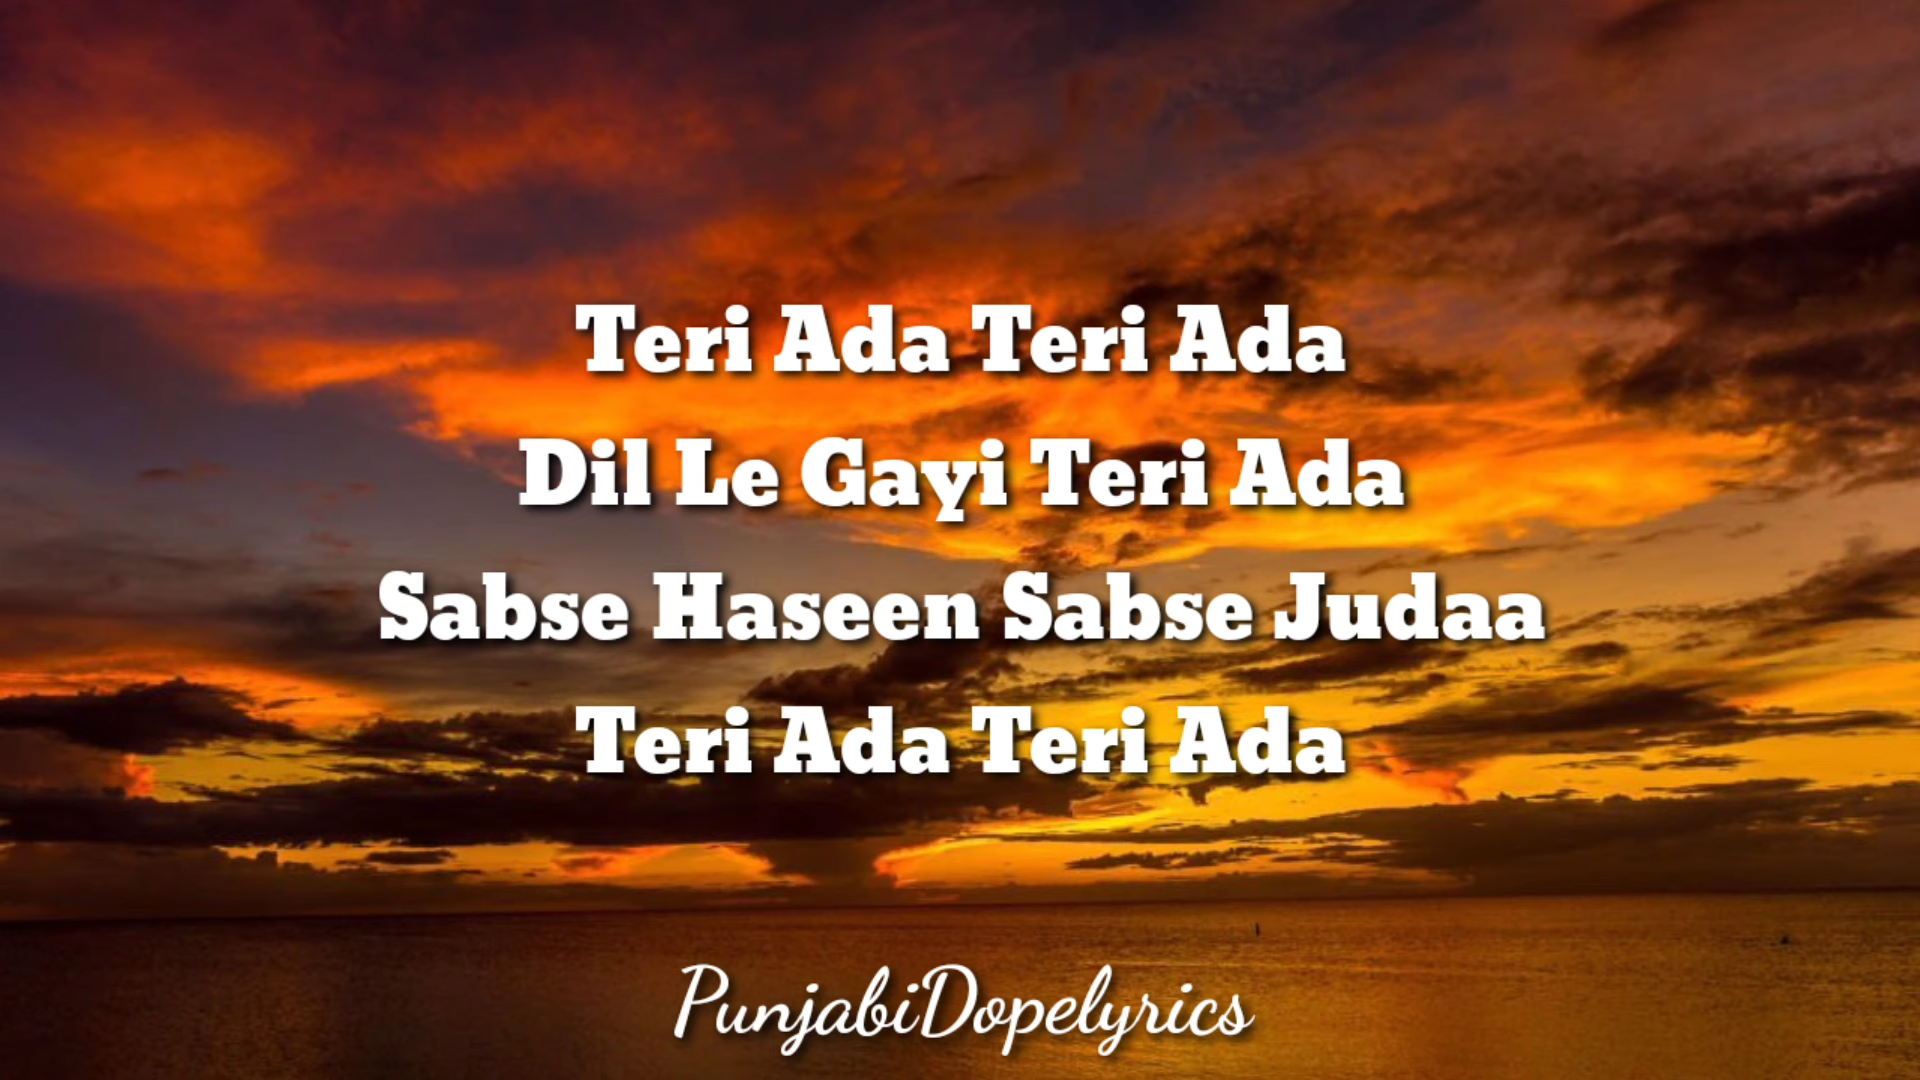 Teri Ada Teri Ada
Dil Le Gayi Teri Ada
Sabse Haseen Sabse Judaa
Teri Ada Teri Ada
PunjabiDopelyrics